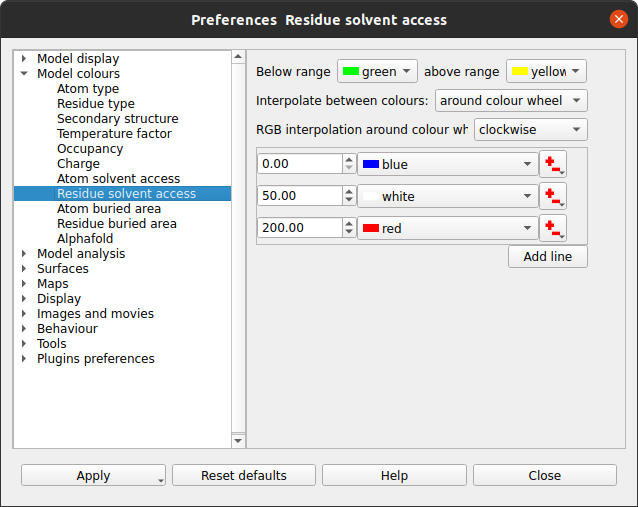 Preferences Residue solvent access
Model display
Model colours
Atom type
Residue type
Secondary structure
Temperature factor
Occupancy
Charge
Atom solvent access
Residue solvent access
Atom buried area
Residue buried area
Alphafold
Model analysis
Surfaces
Maps
Display
Images and movies
Behaviour
Tools
Plugins preferences
Below range green above range yellow
Interpolate between colours: around colour wheel
RGB interpolation around colour wh clockwise
0.00 blue
50.00 white
200.00 red
Add line
Apply Reset defaults Help Close